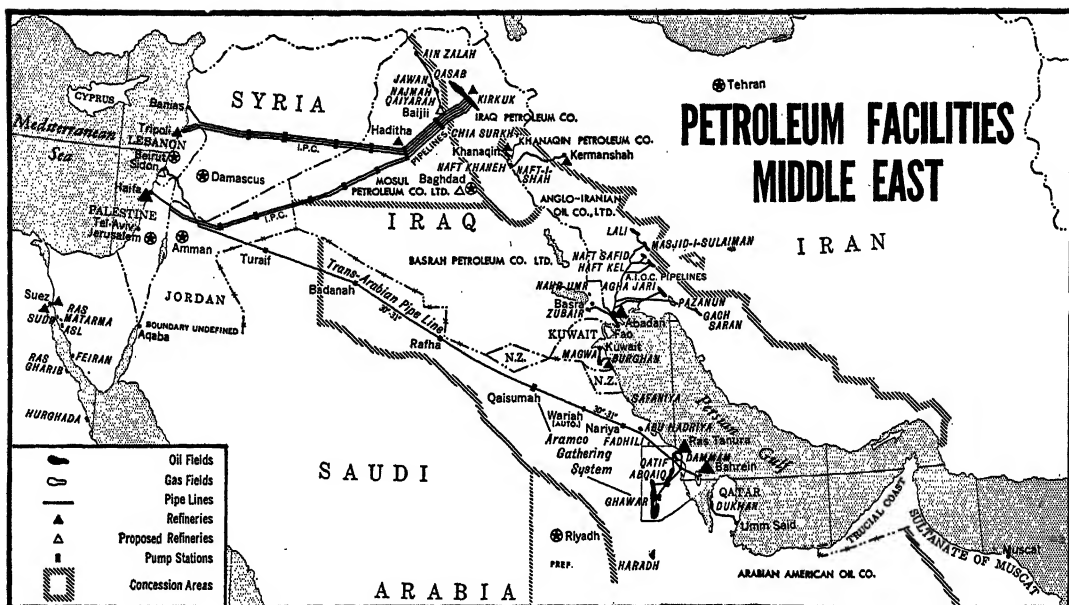 PETROLEUM FACILITIES
MIDDLE EAST
Tehran
AIN ZALAH
QASAB
JAWAN
NAJMAH
QAIYARAH
Baijii
KIRKUK
IRAQ PETROLEUM CO.
CYPRUS
SYRIA
Banias
Mediterranean
Sea
Tripoli
LEBANON
Beirut
Sidon
I.P.C.
Haditha
PIPELINES
CHIA SURKH
KHANAQIN PETROLEUM CO.
Khanaqin
Kermanshah
NAFT KHANEH
NAFT-I-
SHAH
Damascus
MOSUL
PETROLEUM CO. LTD.
Baghdad
ANGLO-IRANIAN
OIL CO., LTD.
Haifa
PALESTINE
Tel-Aviv
Jerusalem
Amman
I.P.C.
IRAQ
IRAN
LALI
MASJID-I-SULAIMAN
Turaif
BASRAH PETROLEUM CO. LTD.
NAFT SAFID
HAFT KEL
A.I.O.C. PIPELINES
Badanah
Trans-Arabian Pipe Line
30"-31"
NAHR UMR
AGHA JARI
PAZANUN
GACH
SARAN
JORDAN
Basra
ZUBAIR
Abadan
Fao
Suez
RAS
MATARMA
SUDR
ASL
BOUNDARY UNDEFINED
Aqaba
Rafha
KUWAIT
Kuwait
MAGWA
BURGHAN
N.Z.
N.Z.
RAS
GHARIB
FEIRAN
HURGHADA
Qaisumah
SAFANIYA
Persian Gulf
Wariah
(AUTO.)
30"-31"
Nariya
ABU HADRIYA
FADHILI
Ras Tanura
Aramco
Gathering
System
DAMMAM
QATIF
Bahrein
ABQAIQ
GHAWAR
QATAR
DUKHAN
Umm Said
TRUCIAL COAST
SULTANATE OF MUSCAT
Muscat
SAUDI
ARABIA
Riyadh
PREF.
HARADH
ARABIAN AMERICAN OIL CO.
Oil Fields
Gas Fields
Pipe Lines
Refineries
Proposed Refineries
Pump Stations
Concession Areas